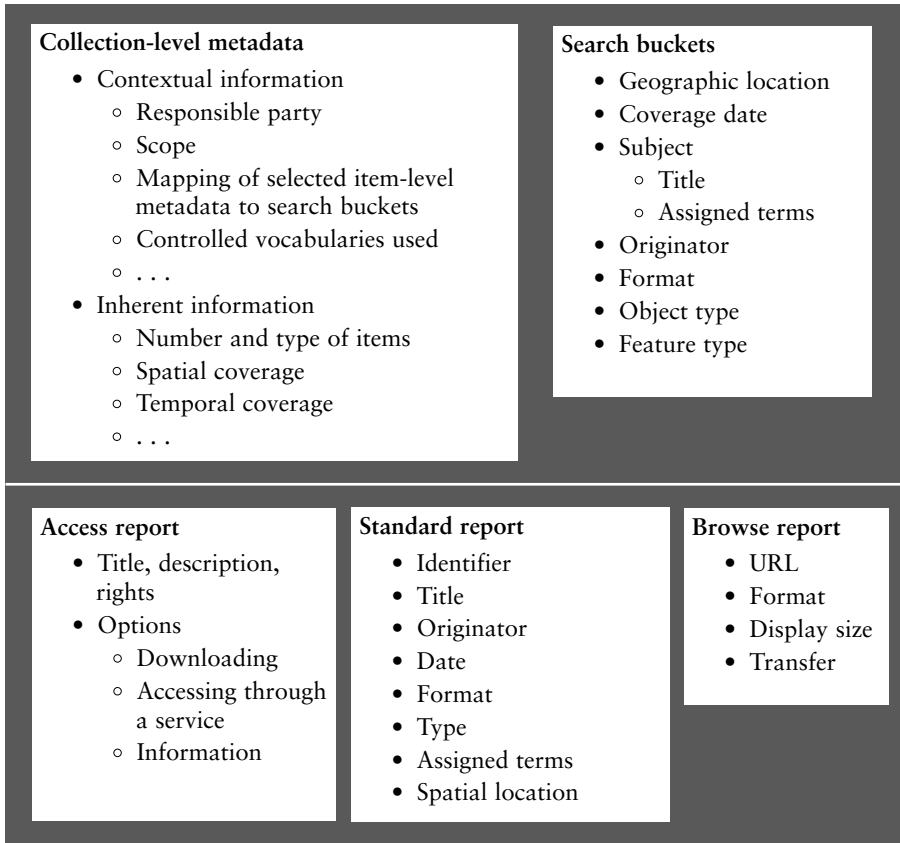 Collection-level metadata
• Contextual information
○ Responsible party
○ Scope
○ Mapping of selected item-level
metadata to search buckets
○ Controlled vocabularies used
○ . . .
• Inherent information
○ Number and type of items
○ Spatial coverage
○ Temporal coverage
○ . . .
Search buckets
• Geographic location
• Coverage date
• Subject
○ Title
○ Assigned terms
• Originator
• Format
• Object type
• Feature type
Access report
• Title, description,
rights
• Options
○ Downloading
○ Accessing through
a service
○ Information
Standard report
• Identifier
• Title
• Originator
• Date
• Format
• Type
• Assigned terms
• Spatial location
Browse report
• URL
• Format
• Display size
• Transfer